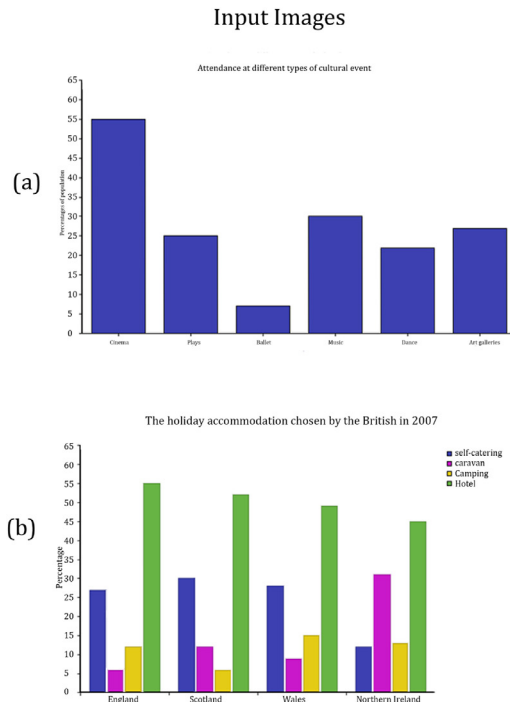 Input Images
(a)
Attendance at different types of cultural event
Percentages of population
65
60
55
50
45
40
35
30
25
20
15
10
5
0
Cinema Plays Ballet Music Dance Art galleries
(b)
The holiday accommodation chosen by the British in 2007
self-catering
caravan
Camping
Hotel
Percentage
65
60
55
50
45
40
35
30
25
20
15
10
5
0
England Scotland Wales Northern Ireland